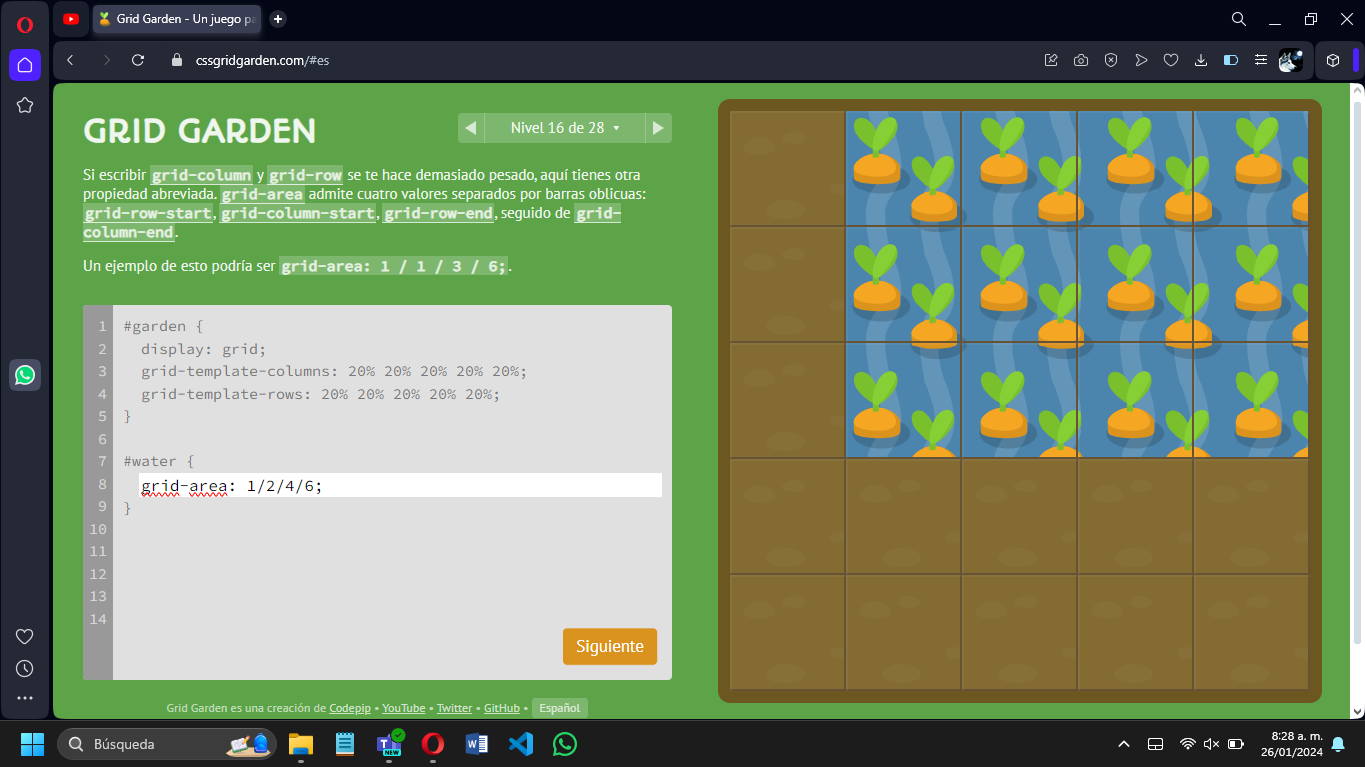 Grid Garden - Un juego pa
cssgridgarden.com/#es
GRID GARDEN
Nivel 16 de 28
Si escribir grid-column y grid-row se te hace demasiado pesado, aquí tienes otra
propiedad abreviada. grid-area admite cuatro valores separados por barras oblicuas:
grid-row-start, grid-column-start, grid-row-end, seguido de grid-
column-end.
Un ejemplo de esto podría ser grid-area: 1 / 1 / 3 / 6;.
1 #garden {
2 display: grid;
3 grid-template-columns: 20% 20% 20% 20% 20%;
4 grid-template-rows: 20% 20% 20% 20% 20%;
5 }
6
7 #water {
8 grid-area: 1/2/4/6;
9 }
10
11
12
13
14
Siguiente
Grid Garden es una creación de Codepip • YouTube • Twitter • GitHub • Español
Búsqueda
NEW
8:28 a. m.
26/01/2024